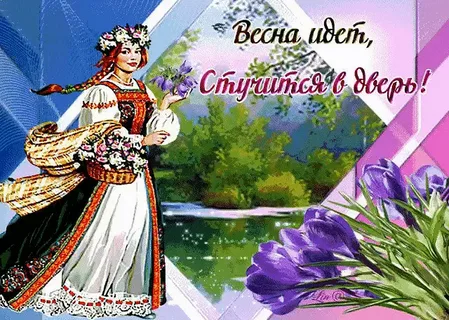 Весна идет,
Стучится в дверь!